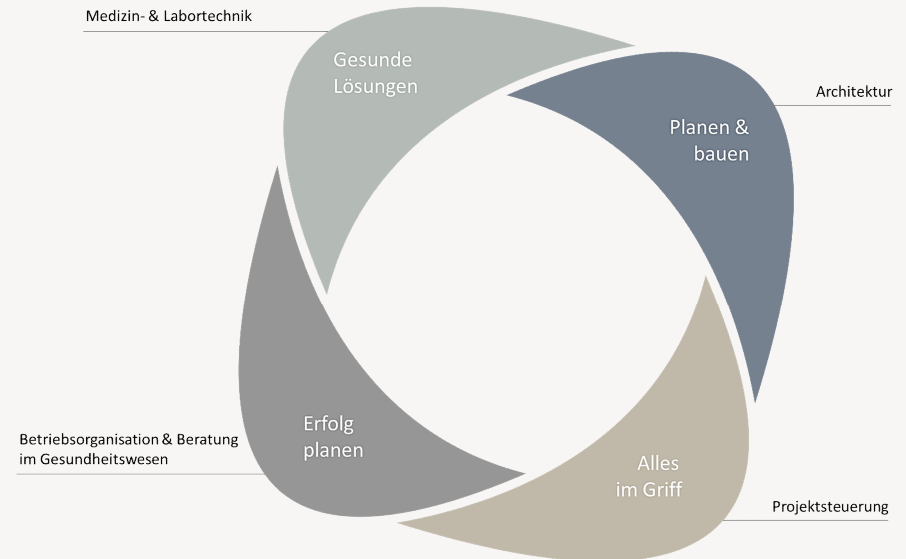 Medizin- & Labortechnik
Gesunde
Lösungen
Architektur
Planen &
bauen
Erfolg
planen
Betriebsorganisation & Beratung
im Gesundheitswesen
Alles
im Griff
Projektsteuerung